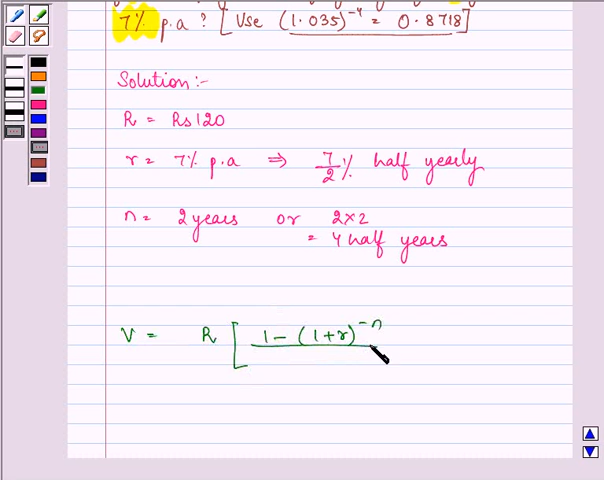 7% p.a ? [ Use (1.035)^-4 = 0.8718 ]
Solution :-
R = Rs 120
r = 7% p.a ⇒ 7/2 % half yearly
n = 2 years or 2×2
= 4 half years
V = R [ 1 - (1+r)^-n